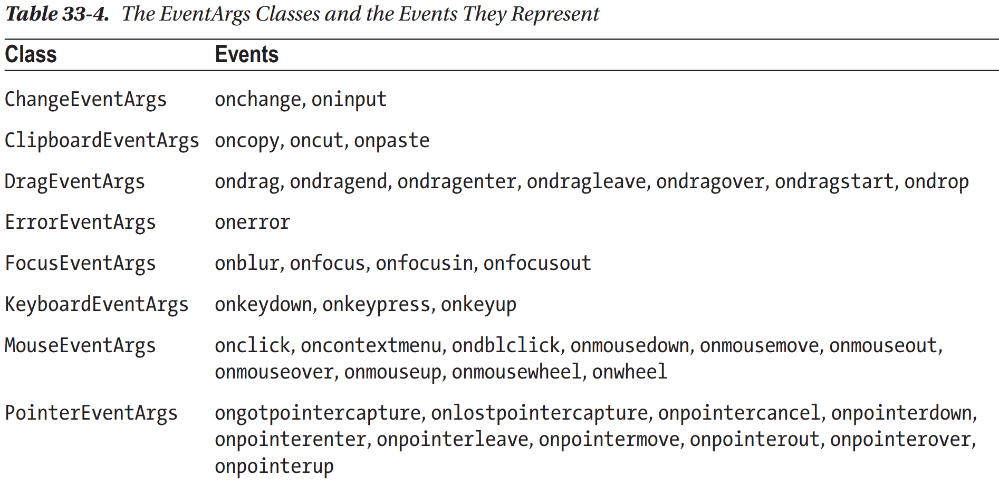 Table 33-4. The EventArgs Classes and the Events They Represent
Class Events
ChangeEventArgs onchange, oninput
ClipboardEventArgs oncopy, oncut, onpaste
DragEventArgs ondrag, ondragend, ondragenter, ondragleave, ondragover, ondragstart, ondrop
ErrorEventArgs onerror
FocusEventArgs onblur, onfocus, onfocusin, onfocusout
KeyboardEventArgs onkeydown, onkeypress, onkeyup
MouseEventArgs onclick, oncontextmenu, ondblclick, onmousedown, onmousemove, onmouseout,
onmouseover, onmouseup, onmousewheel, onwheel
PointerEventArgs ongotpointercapture, onlostpointercapture, onpointercancel, onpointerdown,
onpointerenter, onpointerleave, onpointermove, onpointerout, onpointerover,
onpointerup